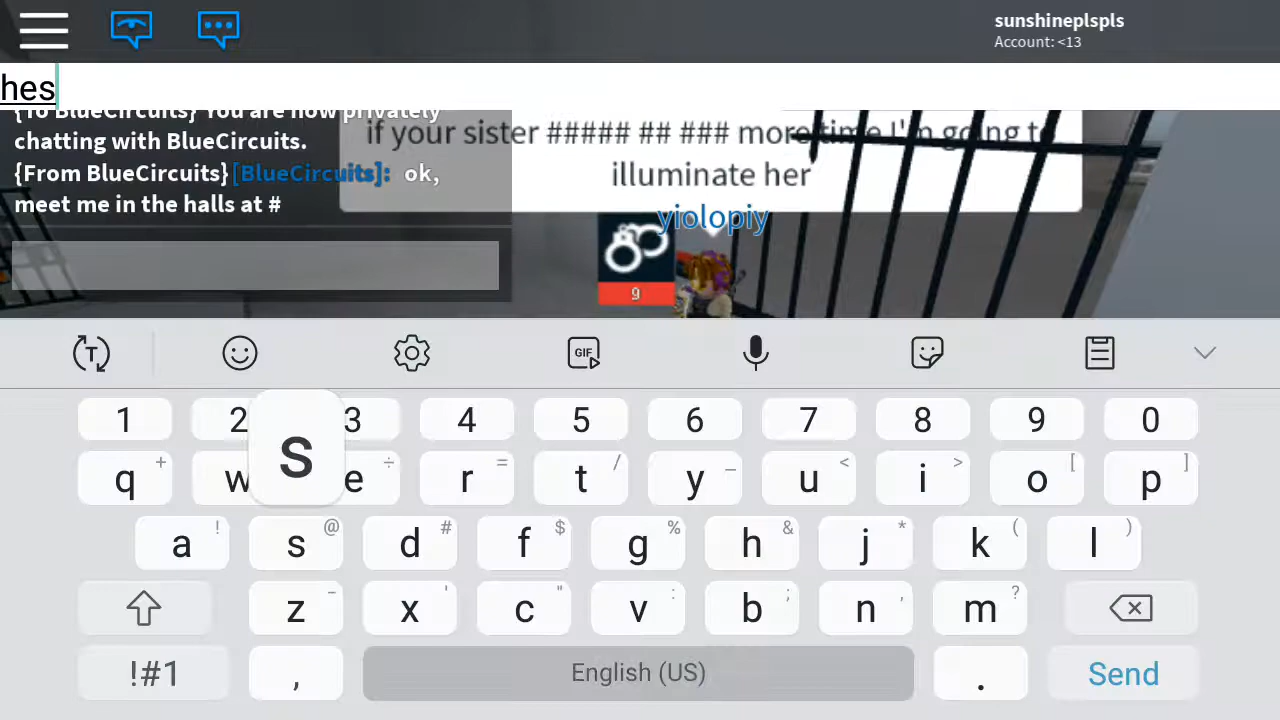 sunshineplspls
Account: <13
hes
{To BlueCircuits} You are now privately
chatting with BlueCircuits.
{From BlueCircuits}[BlueCircuits]: ok,
meet me in the halls at #
if your sister ##### ## ### more time I'm going to
illuminate her
yiolopiy
9
T
GIF
1 2 3 4 5 6 7 8 9 0
s
q + w e ÷ r = t / y _ u < i > o [ p ]
a ! s @ d # f $ g % h & j * k ( l )
z - x ' c " v : b ; n , m ?
!#1 , English (US) . Send